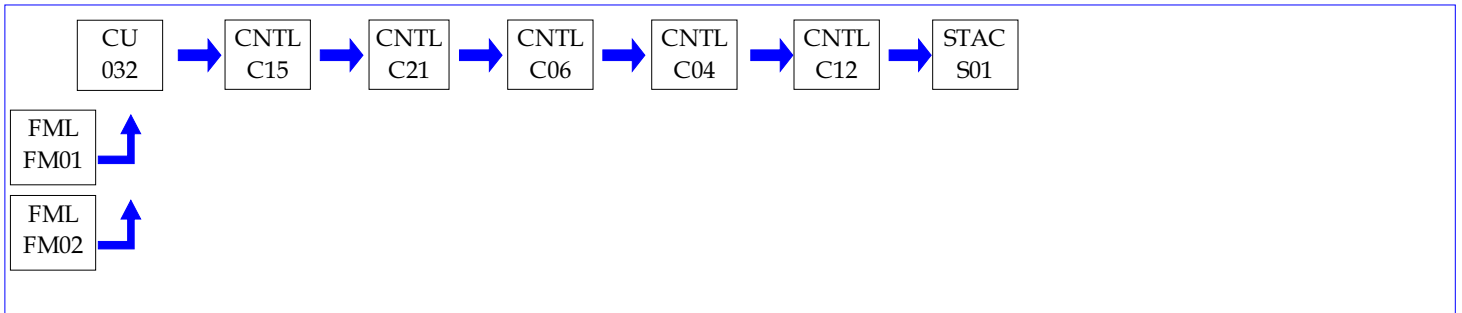 CU
032
CNTL
C15
CNTL
C21
CNTL
C06
CNTL
C04
CNTL
C12
STAC
S01
FML
FM01
FML
FM02